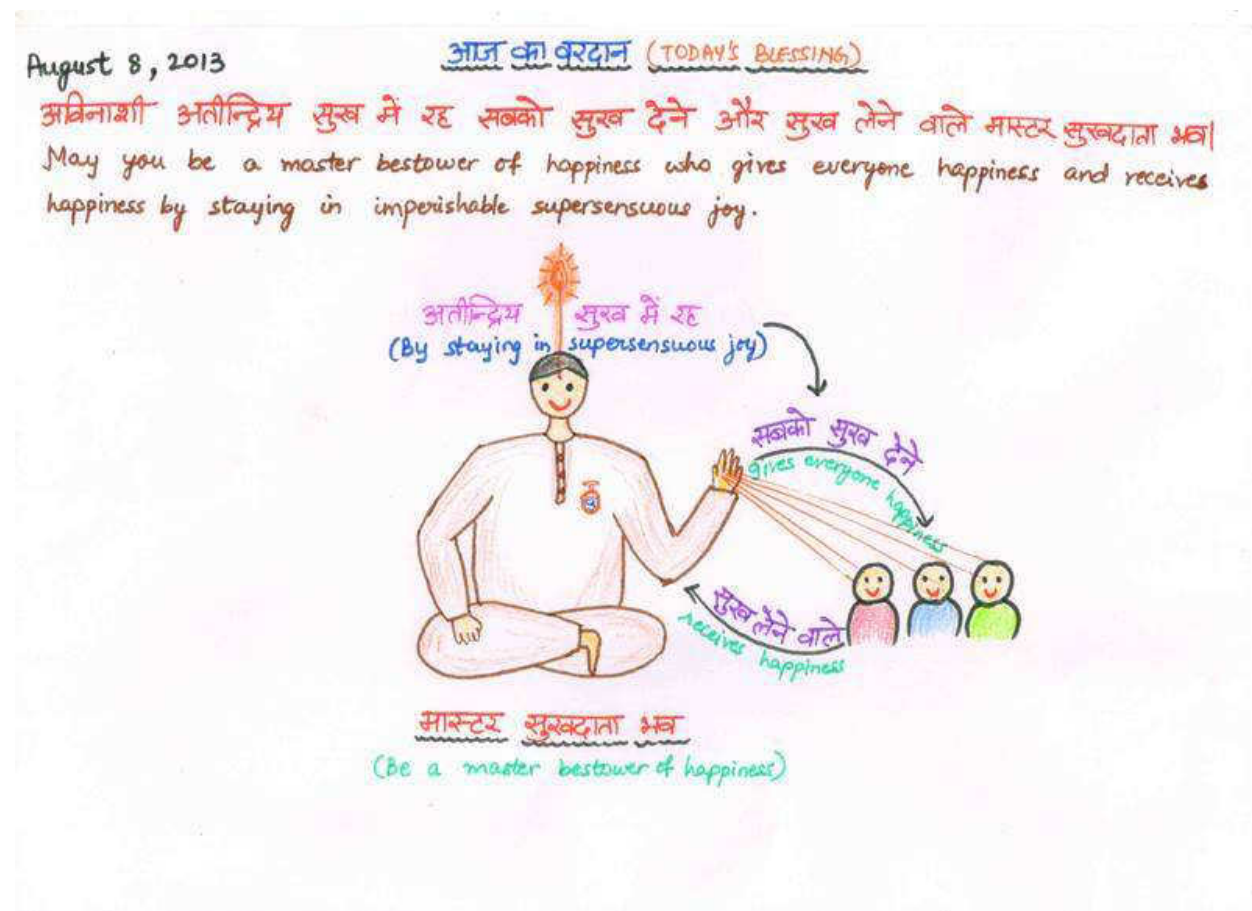 August 8, 2013
आज का वरदान (TODAY'S BLESSING)
अविनाशी अतीन्द्रिय सुख में रह सबको सुख देने और सुख लेने वाले मास्टर सुखदाता भव|
May you be a master bestower of happiness who gives everyone happiness and receives
happiness by staying in imperishable supersensuous joy.
अतीन्द्रिय सुख में रह
(By staying in supersensuous joy)
सबको सुख देने
gives everyone happiness
सुख लेने वाले
receives happiness
मास्टर सुखदाता भव
(Be a master bestower of happiness)